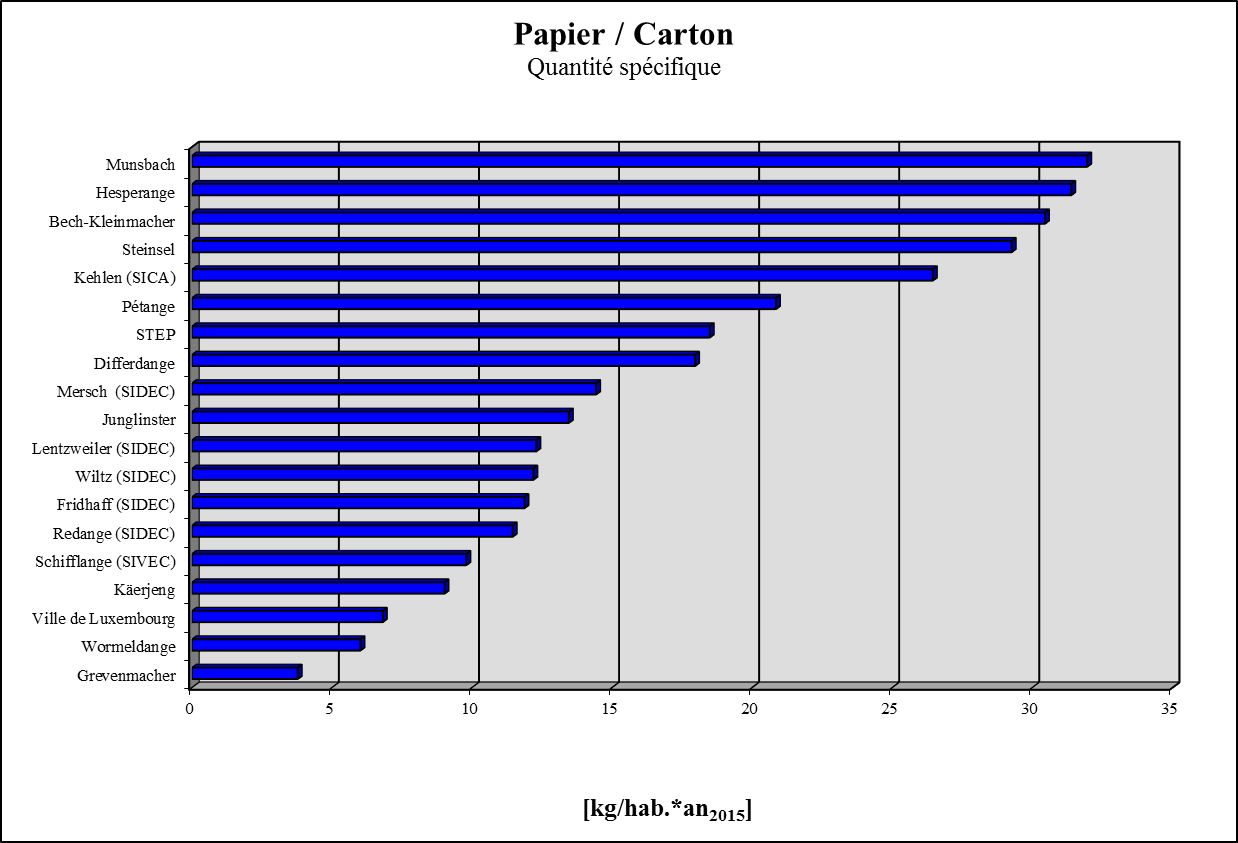 Papier / Carton
Quantité spécifique
Munsbach
Hesperange
Bech-Kleinmacher
Steinsel
Kehlen (SICA)
Pétange
STEP
Differdange
Mersch  (SIDEC)
Junglinster
Lentzweiler (SIDEC)
Wiltz (SIDEC)
Fridhaff (SIDEC)
Redange (SIDEC)
Schifflange (SIVEC)
Käerjeng
Ville de Luxembourg
Wormeldange
Grevenmacher
0 5 10 15 20 25 30 35
[kg/hab.*an2015]